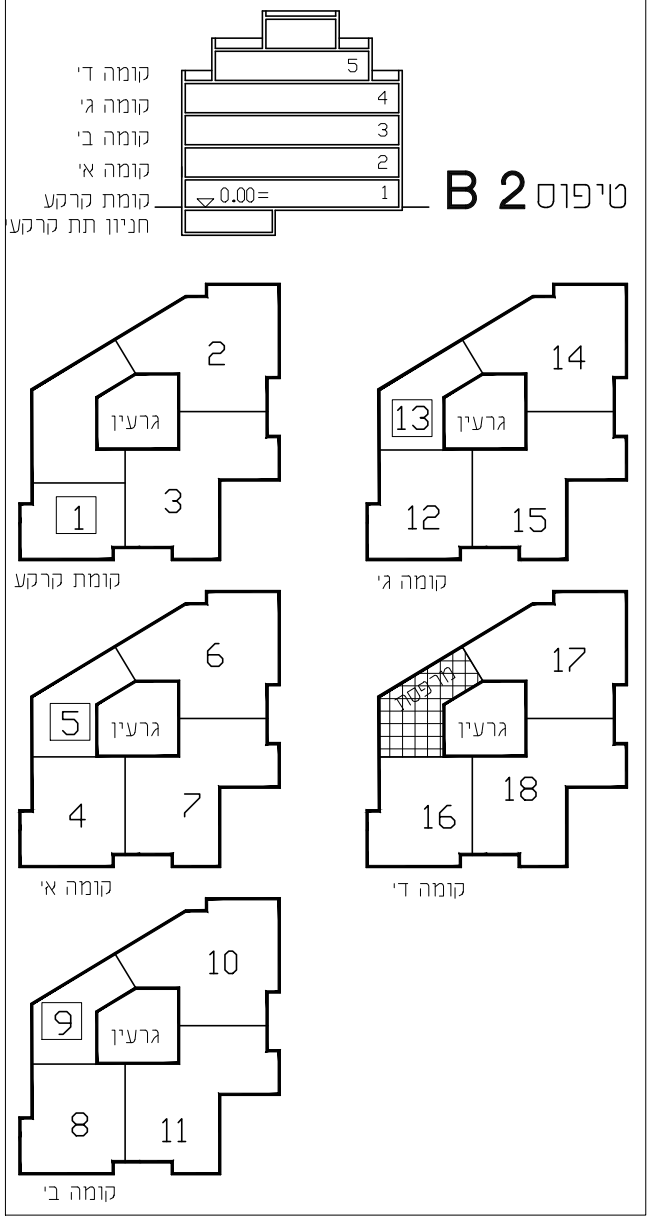 טיפוס B 2
קומה ד' 5
קומה ג' 4
קומה ב' 3
קומה א' 2
קומת קרקע 0.00= 1
חניון תת קרקעי
2
גרעין
1
3
קומת קרקע
14
13
גרעין
12
15
קומה ג'
6
5
גרעין
4
7
קומה א'
17
מרפסת
גרעין
16
18
קומה ד'
10
9
גרעין
8
11
קומה ב'